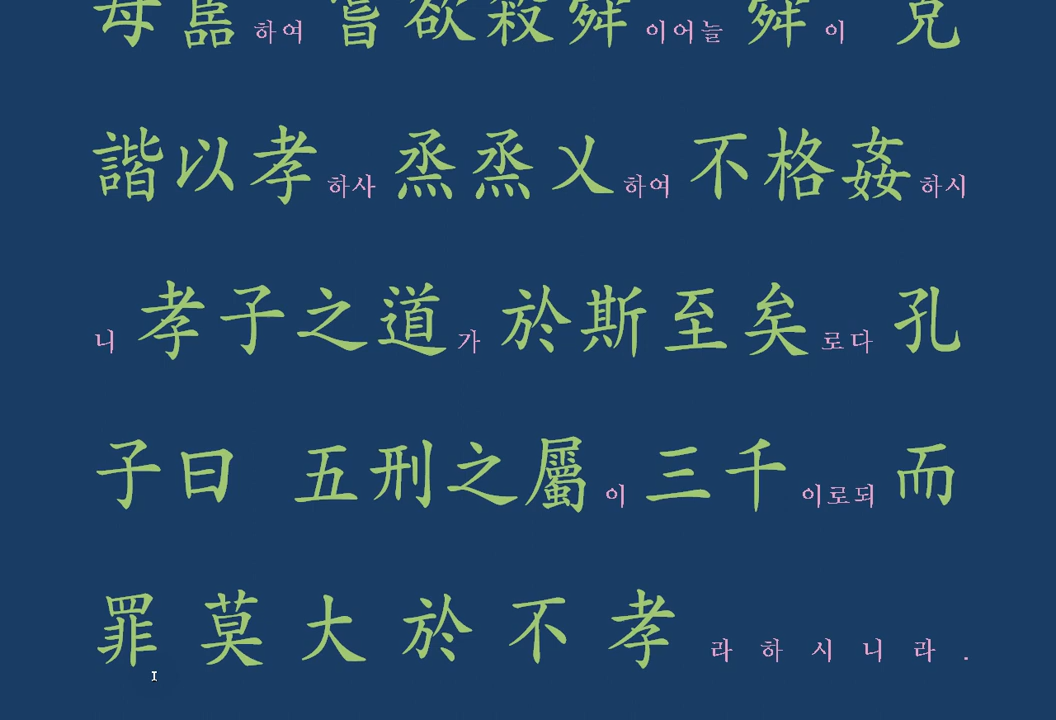 母嚚하여 嘗欲殺舜이어늘 舜이 克
諧以孝하사 烝烝乂하여 不格姦하시
니 孝子之道가 於斯至矣로다 孔
子曰 五刑之屬이 三千이로되 而
罪莫大於不孝라하시니라.